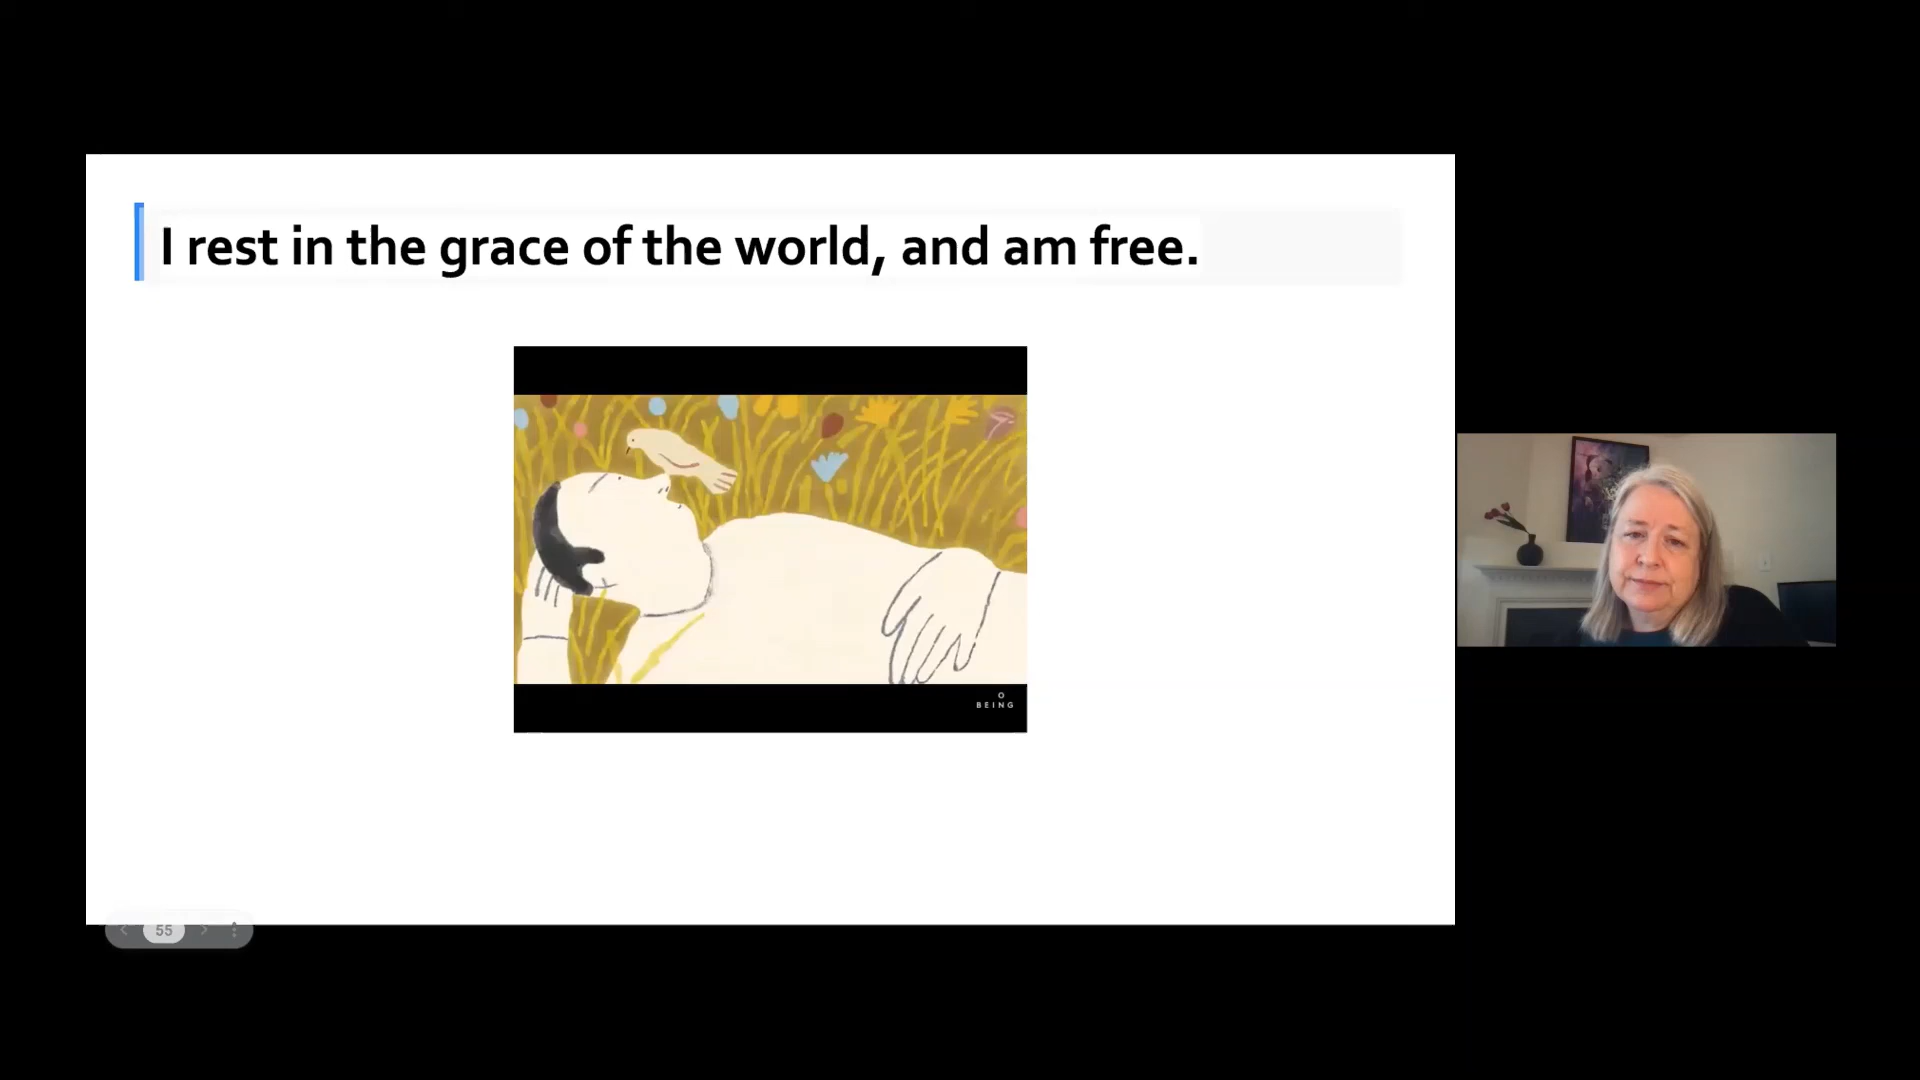 I rest in the grace of the world, and am free.
O
BEING
55